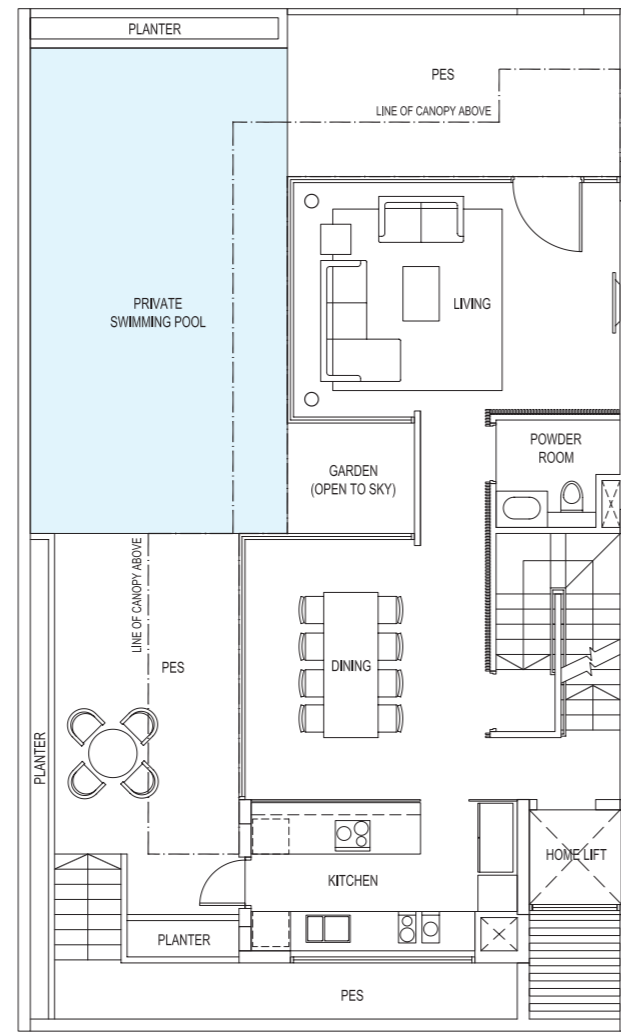 PLANTER
PES
LINE OF CANOPY ABOVE
PRIVATE
SWIMMING POOL
LIVING
POWDER
ROOM
GARDEN
(OPEN TO SKY)
LINE OF CANOPY ABOVE
PES
DINING
PLANTER
HOME LIFT
KITCHEN
PLANTER
PES